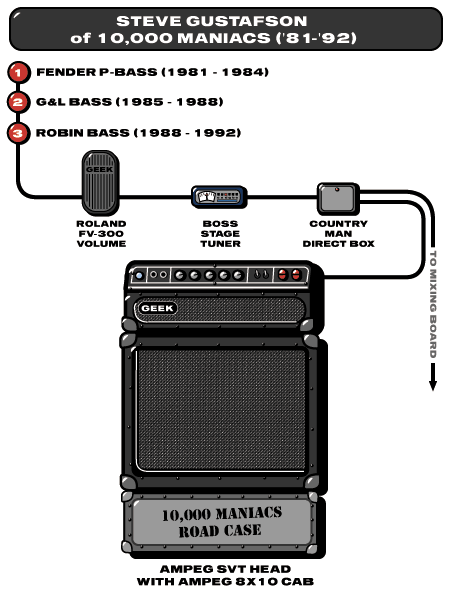 STEVE GUSTAFSON
of 10,000 MANIACS ('81-'92)
1 FENDER P-BASS (1981 - 1984)
2 G&L BASS (1985 - 1988)
3 ROBIN BASS (1988 - 1992)
GEEK
ROLAND
FV-300
VOLUME
BOSS
STAGE
TUNER
COUNTRY
MAN
DIRECT BOX
TO MIXING BOARD
GEEK
10,000 MANIACS
ROAD CASE
AMPEG SVT HEAD
WITH AMPEG 8X10 CAB